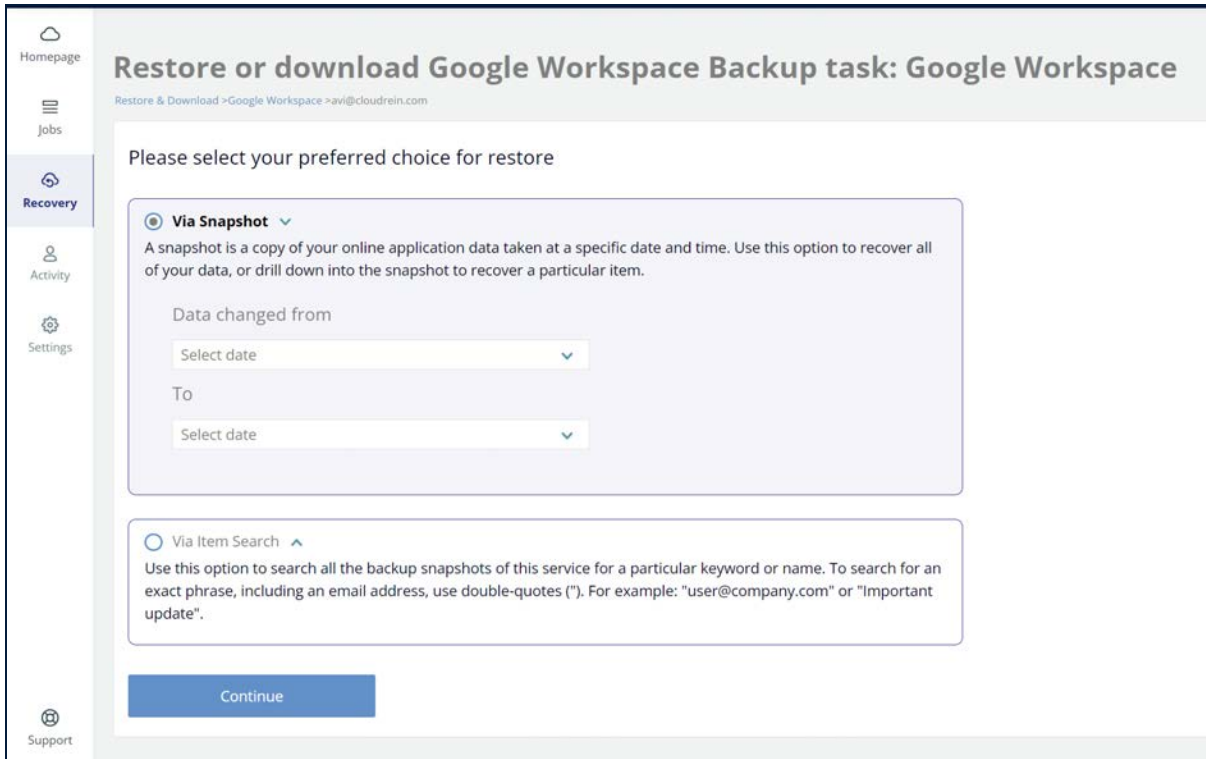 Homepage
Jobs
Recovery
Activity
Settings
Support
Restore or download Google Workspace Backup task: Google Workspace
Restore & Download >Google Workspace >avi@cloudrein.com
Please select your preferred choice for restore
Via Snapshot
A snapshot is a copy of your online application data taken at a specific date and time. Use this option to recover all
of your data, or drill down into the snapshot to recover a particular item.
Data changed from
Select date
To
Select date
Via Item Search
Use this option to search all the backup snapshots of this service for a particular keyword or name. To search for an
exact phrase, including an email address, use double-quotes ("). For example: "user@company.com" or "Important
update".
Continue